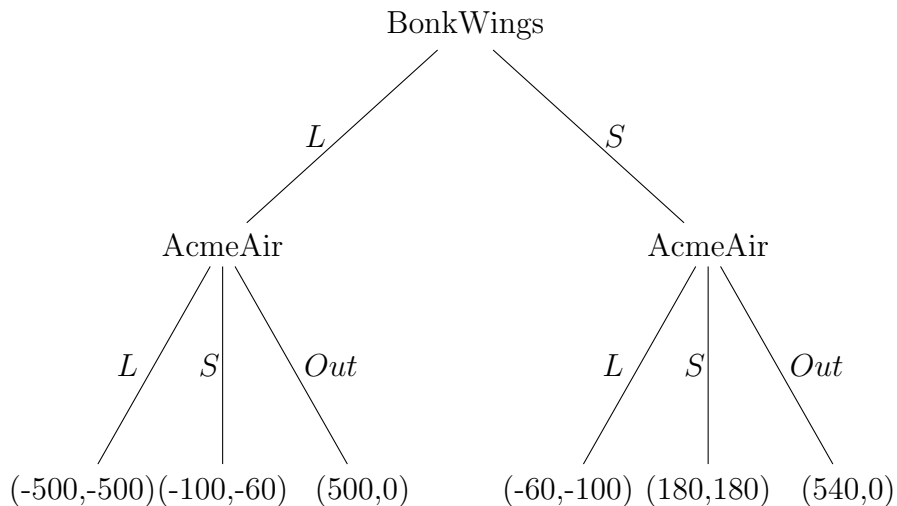 BonkWings
L S
AcmeAir AcmeAir
L S Out L S Out
(-500,-500) (-100,-60) (500,0) (-60,-100) (180,180) (540,0)